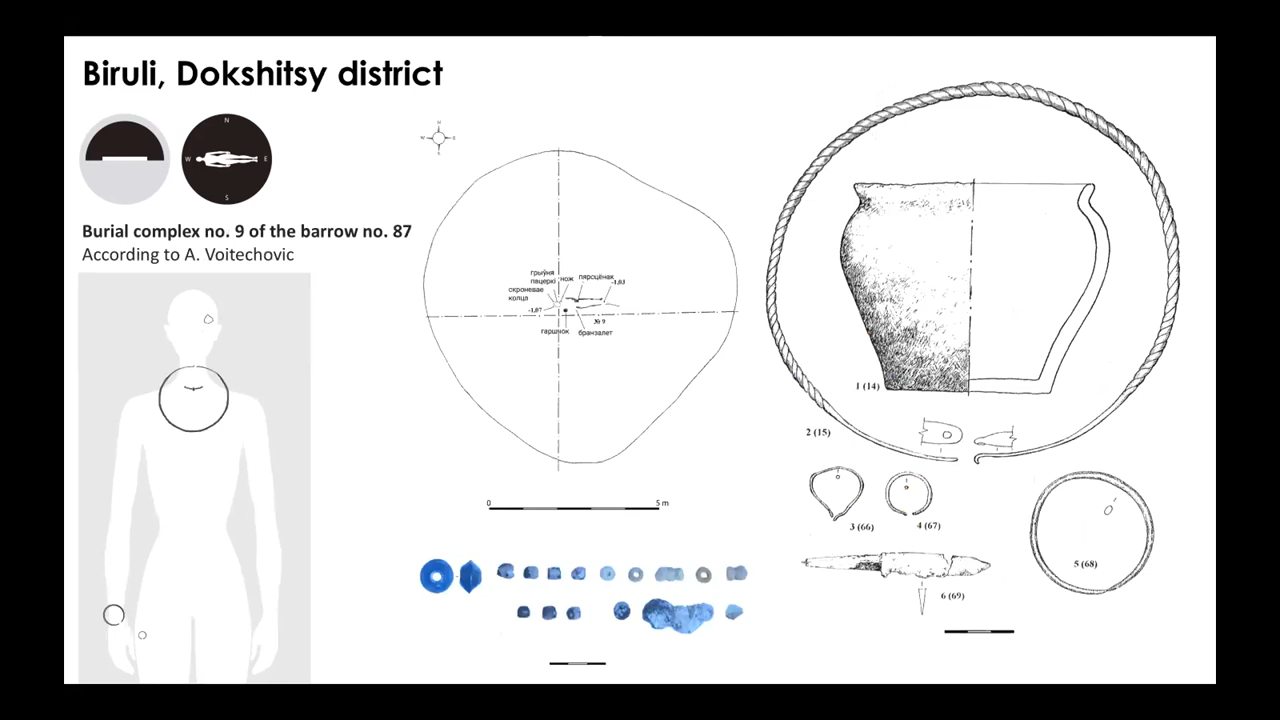 Biruli, Dokshitsy district
N
W
E
S
Burial complex no. 9 of the barrow no. 87
According to A. Voitechovic
N
W
E
грыўня
пацеркі
нож
пярсцёнак
скроневае
колца
-1,03
-1,07
№ 9
гаршчок
бранзалет
0
5 m
1 (14)
2 (15)
3 (66)
4 (67)
5 (68)
6 (69)